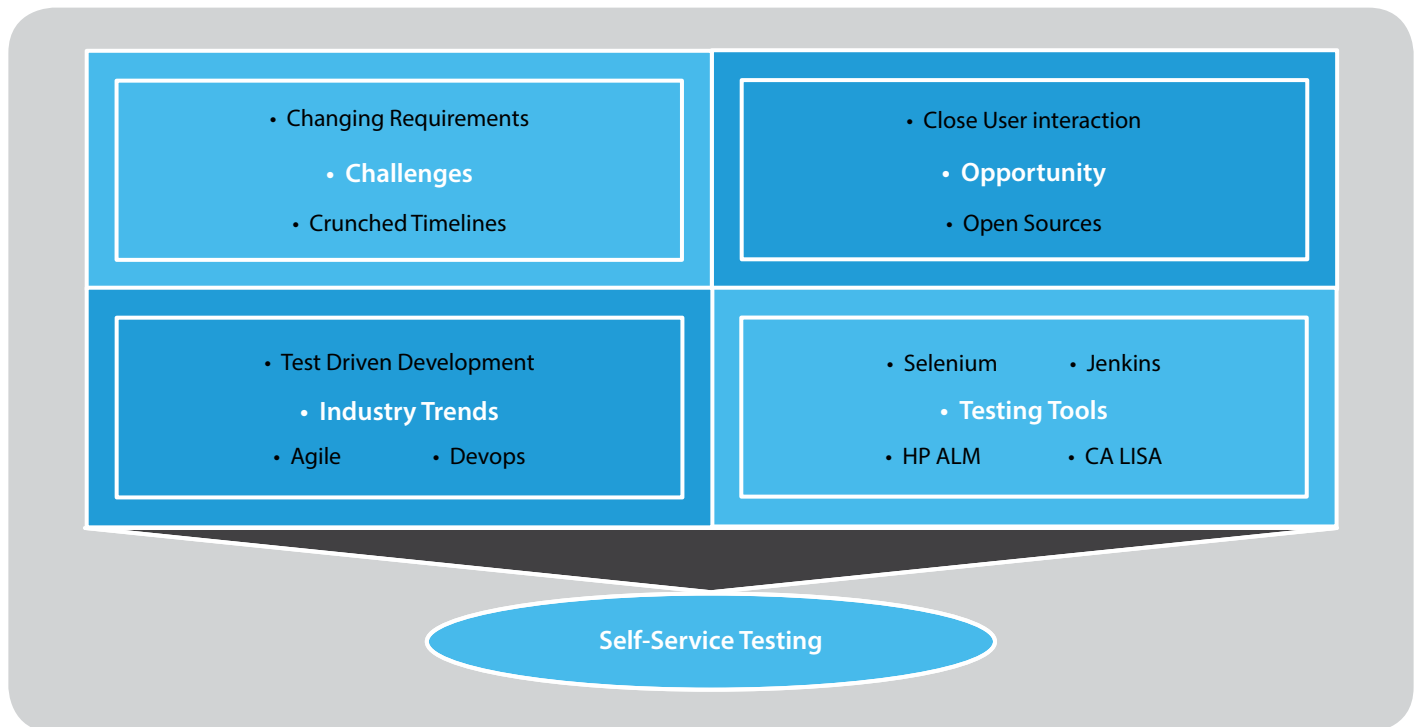 • Changing Requirements
• Challenges
• Crunched Timelines
• Close User interaction
• Opportunity
• Open Sources
• Test Driven Development
• Industry Trends
• Agile • Devops
• Selenium • Jenkins
• Testing Tools
• HP ALM • CA LISA
Self-Service Testing